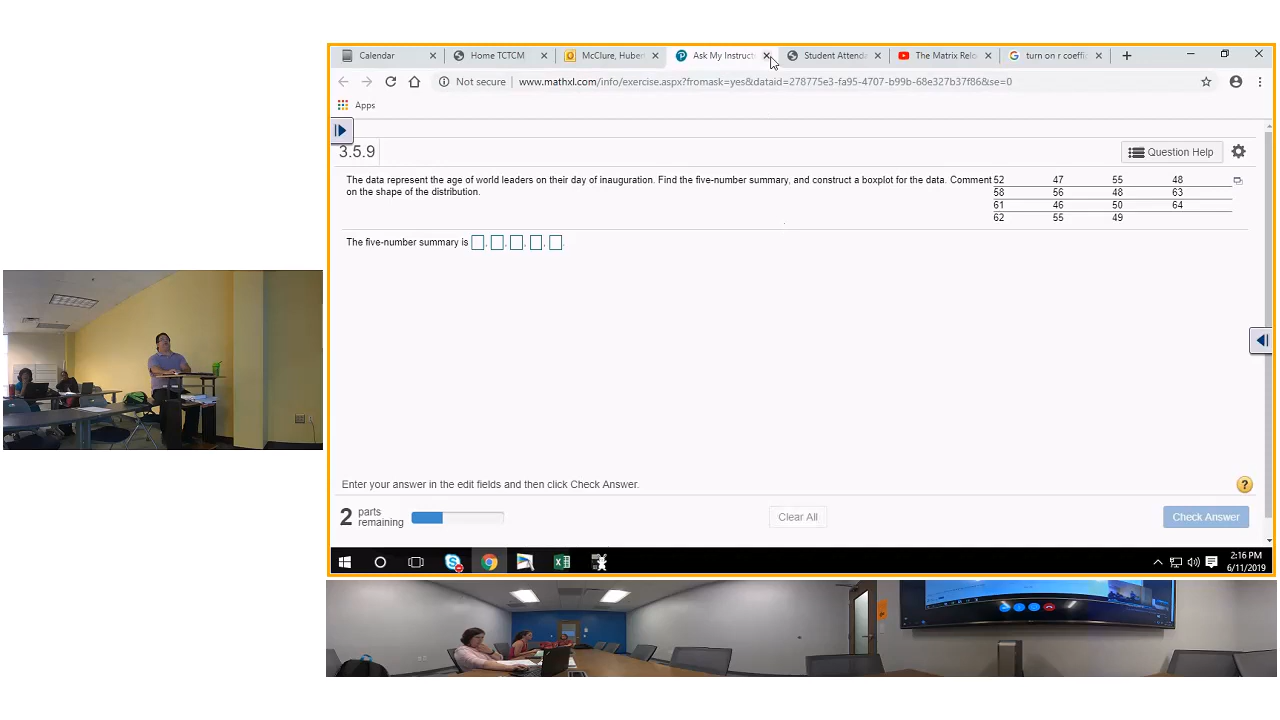 Calendar
Home TCTCM
McClure, Huber
Ask My Instruct
Student Attend
The Matrix Rel
turn on r coeffi
Not secure
www.mathxl.com/info/exercise.aspx?fromask=yes&dataid=278775e3-fa95-4707-b99b-68e327b37f86&se=0
Apps
3.5.9
Question Help
The data represent the age of world leaders on their day of inauguration. Find the five-number summary, and construct a boxplot for the data. Comment
on the shape of the distribution.
52 47 55 48
58 56 48 63
61 46 50 64
62 55 49
The five-number summary is , , , , .
Enter your answer in the edit fields and then click Check Answer.
2 parts
remaining
Clear All
Check Answer
2:16 PM
6/11/2019